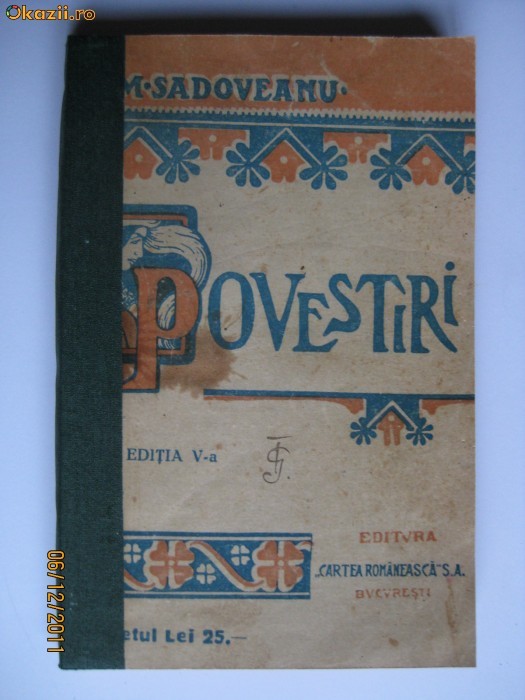 Okazii.ro
M·SADOVEANU·
POVESTIRI
EDIȚIA V-a
EDITVRA
„CARTEA ROMÂNEASCĂ” S.A.
BVCVREȘTI
etul Lei 25.—
06/12/2011